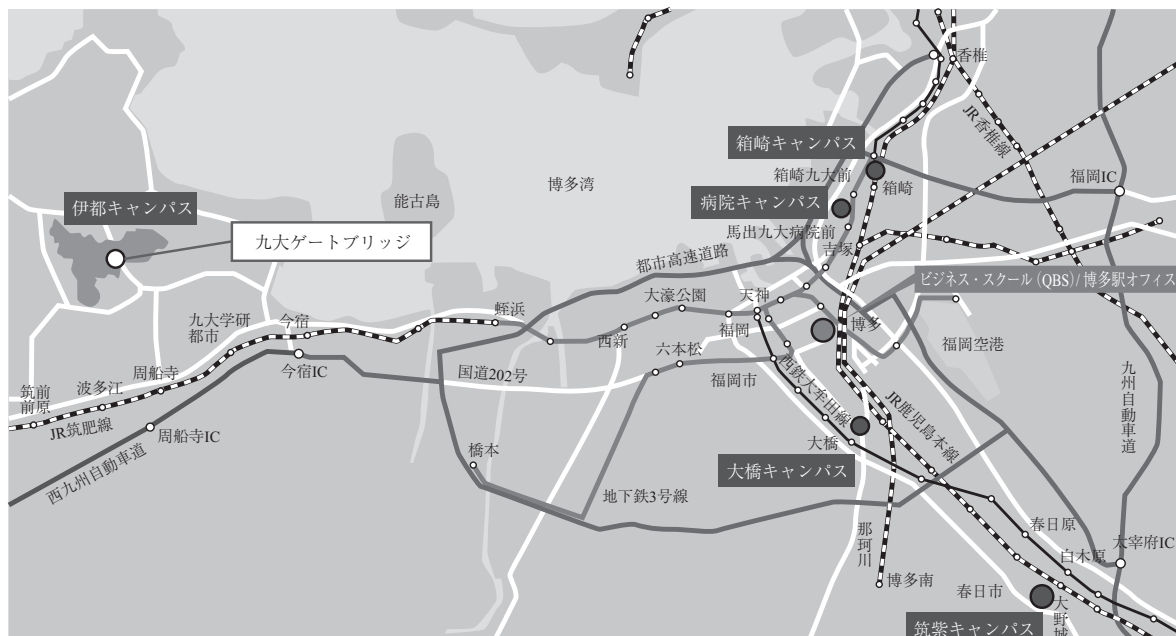 香椎
JR香椎線
箱崎キャンパス
箱崎九大前
箱崎
福岡IC
博多湾
能古島
伊都キャンパス
病院キャンパス
馬出九大病院前
九大ゲートブリッジ
吉塚
都市高速道路
ビジネス・スクール(QBS)/博多駅オフィス
大濠公園
天神
姪浜
九大学研
都市
今宿
西新
福岡
博多
福岡空港
六本松
周船寺
今宿IC
国道202号
福岡市
西鉄大牟田線
九州自動車道
筑前
前原
波多江
JR筑肥線
周船寺IC
JR鹿児島本線
西九州自動車道
橋本
大橋
大橋キャンパス
地下鉄3号線
那珂川
春日原
白木原
太宰府IC
博多南
春日市
大野城
筑紫キャンパス